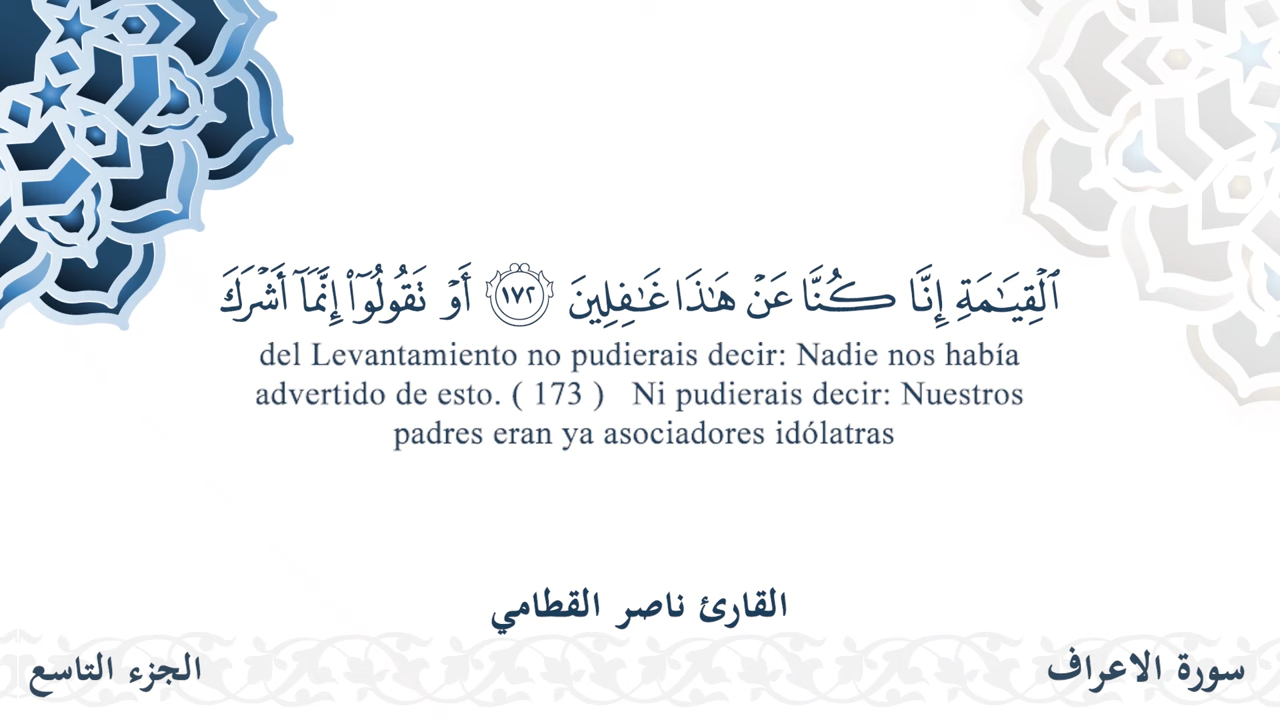 ٱلْقِيَٰمَةِ إِنَّا كُنَّا عَنْ هَٰذَا غَٰفِلِينَ ١٧٢ أَوْ تَقُولُوٓا۟ إِنَّمَآ أَشْرَكَ
del Levantamiento no pudierais decir: Nadie nos había
advertido de esto. ( 173 ) Ni pudierais decir: Nuestros
padres eran ya asociadores idólatras
القارئ ناصر القطامي
سورة الاعراف
الجزء التاسع